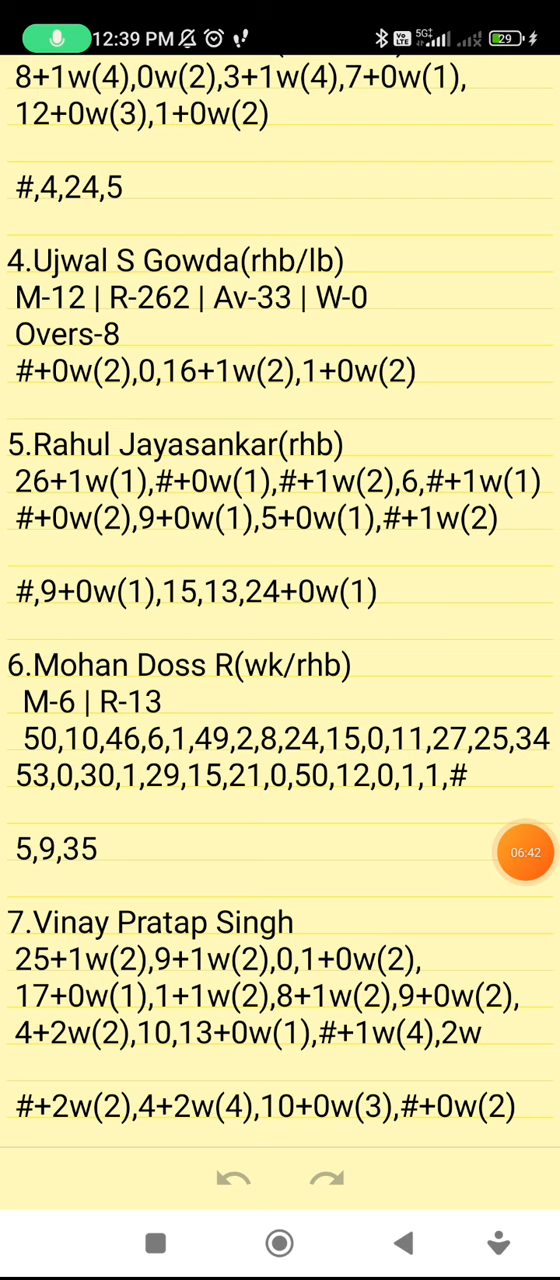 12:39 PM
Vo LTE 5G+ 29
8+1w(4),0w(2),3+1w(4),7+0w(1),
12+0w(3),1+0w(2)
#,4,24,5
4.Ujwal S Gowda(rhb/lb)
M-12 | R-262 | Av-33 | W-0
Overs-8
#+0w(2),0,16+1w(2),1+0w(2)
5.Rahul Jayasankar(rhb)
26+1w(1),#+0w(1),#+1w(2),6,#+1w(1)
#+0w(2),9+0w(1),5+0w(1),#+1w(2)
#,9+0w(1),15,13,24+0w(1)
6.Mohan Doss R(wk/rhb)
M-6 | R-13
50,10,46,6,1,49,2,8,24,15,0,11,27,25,34
53,0,30,1,29,15,21,0,50,12,0,1,1,#
5,9,35
06:42
7.Vinay Pratap Singh
25+1w(2),9+1w(2),0,1+0w(2),
17+0w(1),1+1w(2),8+1w(2),9+0w(2),
4+2w(2),10,13+0w(1),#+1w(4),2w
#+2w(2),4+2w(4),10+0w(3),#+0w(2)